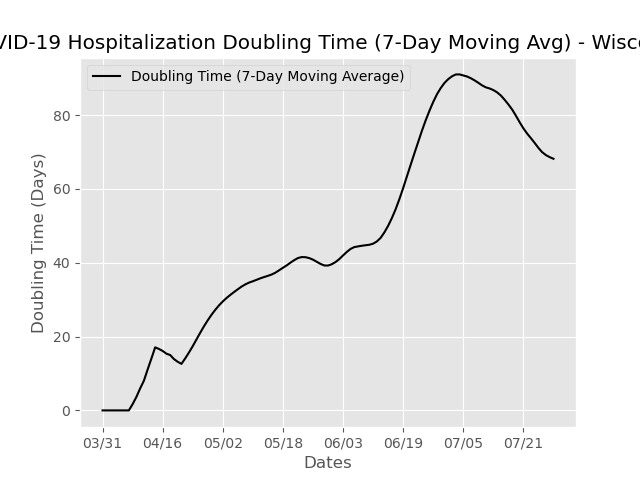 VID-19 Hospitalization Doubling Time (7-Day Moving Avg) - Wisc
Doubling Time (7-Day Moving Average)
Doubling Time (Days)
80
60
40
20
0
03/31 04/16 05/02 05/18 06/03 06/19 07/05 07/21
Dates